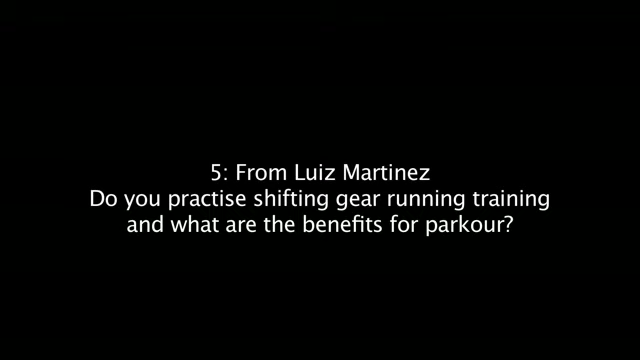 5: From Luiz Martinez
Do you practise shifting gear running training
and what are the benefits for parkour?